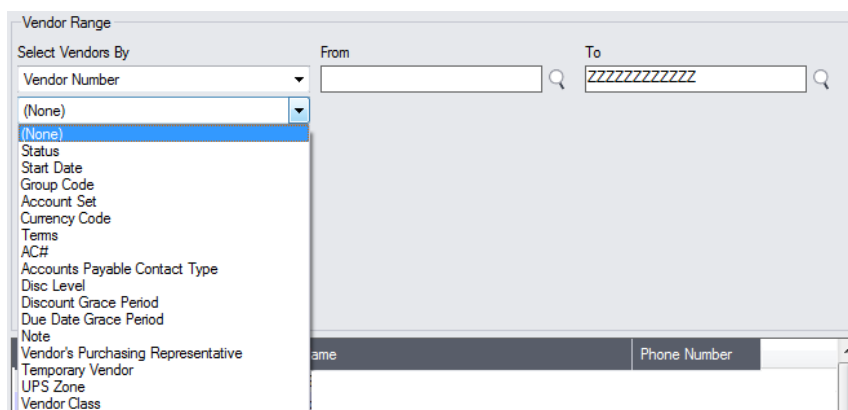 Vendor Range
Select Vendors By From To
Vendor Number ZZZZZZZZZZZZ
(None)
(None)
Status
Start Date
Group Code
Account Set
Currency Code
Terms
AC#
Accounts Payable Contact Type
Disc Level
Discount Grace Period
Due Date Grace Period
Note
Vendor's Purchasing Representative
ame Phone Number
Temporary Vendor
UPS Zone
Vendor Class